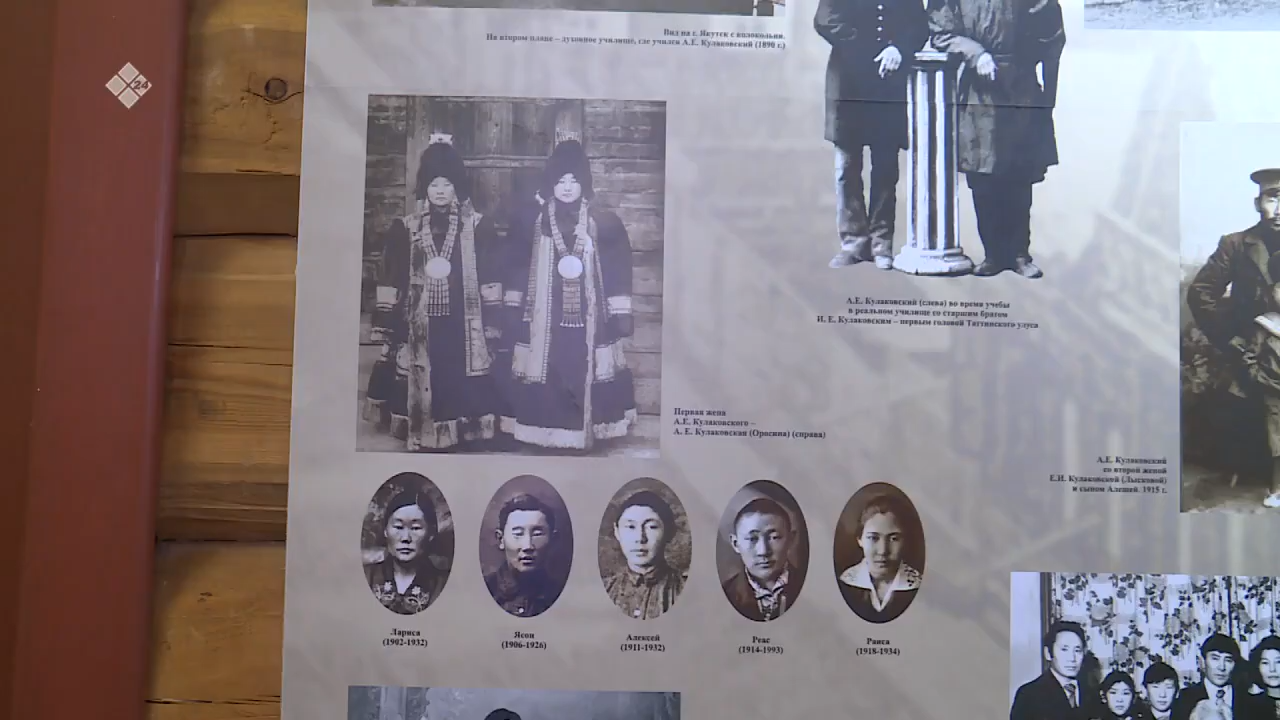 Вид на г. Якутск с колокольни.
На втором плане – духовное училище, где учился А.Е. Кулаковский (1890 г.)
X24
А.Е. Кулаковский (слева) во время учебы
в реальном училище со старшим братом
И. Е. Кулаковским – первым головой Таттинского улуса
Первая жена
А.Е. Кулаковского –
А. Е. Кулаковская (Оросина) (справа)
А.Е. Кулаковский
со второй женой
Е.И. Кулаковской (Лысковой)
и сыном Алешей. 1915 г.
Лариса
(1902-1932)
Ясон
(1906-1926)
Алексей
(1911-1932)
Реас
(1914-1993)
Раиса
(1918-1934)